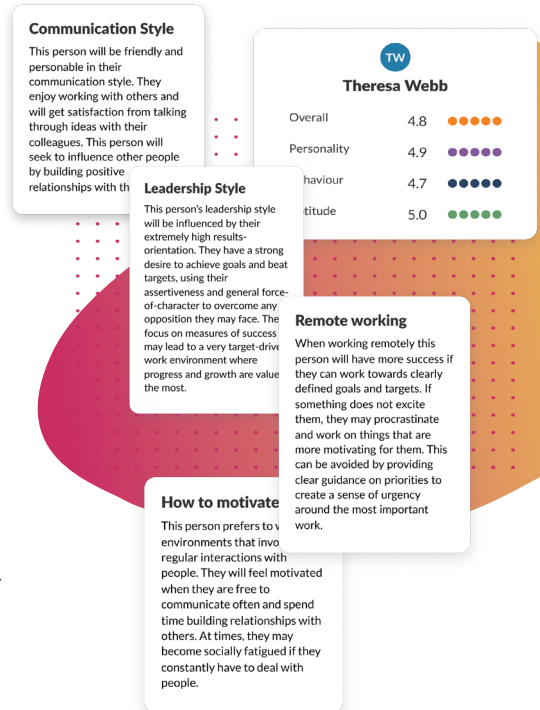 Communication Style
This person will be friendly and
personable in their
communication style. They
enjoy working with others and
will get satisfaction from talking
through ideas with their
colleagues. This person will
seek to influence other people
by building positive
relationships with th
TW
Theresa Webb
Overall 4.8
Personality 4.9
haviour 4.7
titude 5.0
Leadership Style
This person's leadership style
will be influenced by their
extremely high results-
orientation. They have a strong
desire to achieve goals and beat
targets, using their
assertiveness and general force-
of-character to overcome any
opposition they may face. The
focus on measures of success
may lead to a very target-drive
work environment where
progress and growth are value
the most.
Remote working
When working remotely this
person will have more success if
they can work towards clearly
defined goals and targets. If
something does not excite
them, they may procrastinate
and work on things that are
more motivating for them. This
can be avoided by providing
clear guidance on priorities to
create a sense of urgency
around the most important
work.
How to motivate
This person prefers to w
environments that invo
regular interactions with
people. They will feel motivated
when they are free to
communicate often and spend
time building relationships with
others. At times, they may
become socially fatigued if they
constantly have to deal with
people.